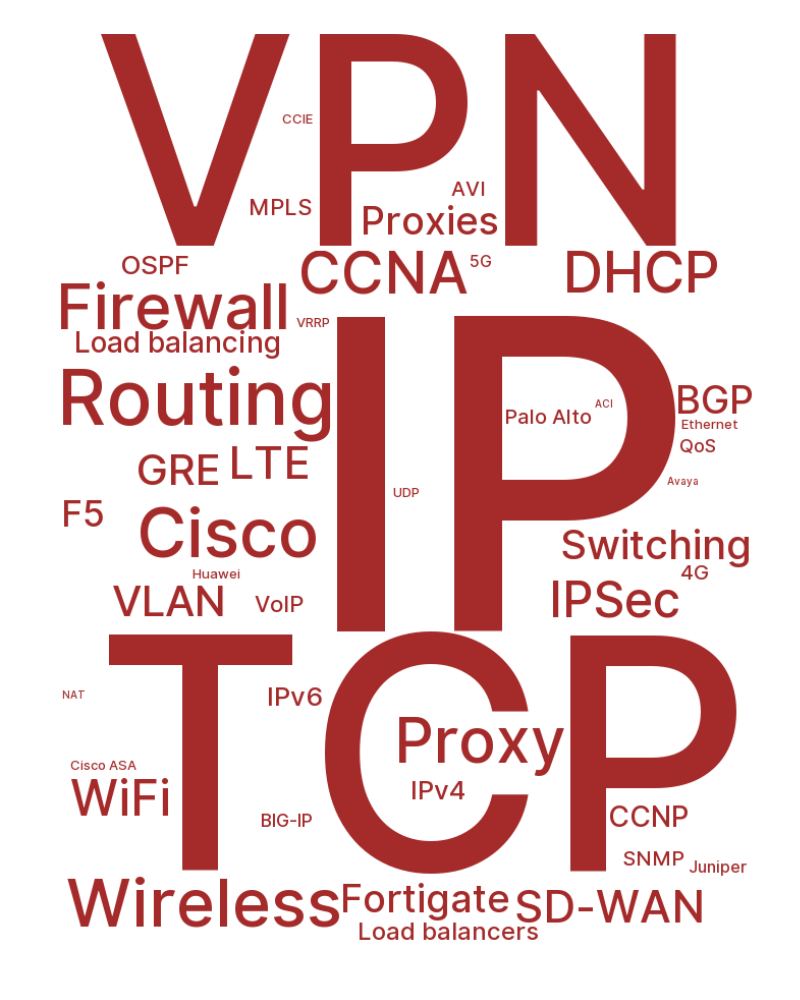 VPN
CCIE
MPLS
AVI
Proxies
OSPF
CCNA
5G
DHCP
Firewall
VRRP
Load balancing
IP
Routing
Palo Alto
ACI
BGP
Ethernet
QoS
GRE
LTE
Avaya
UDP
F5
Cisco
Switching
Huawei
4G
VLAN
VoIP
IPSec
TCP
NAT
IPv6
Proxy
Cisco ASA
WiFi
IPv4
BIG-IP
CCNP
SNMP
Juniper
Wireless
Fortigate
SD-WAN
Load balancers